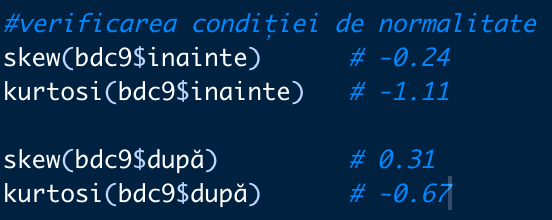 #verificarea condiției de normalitate
skew(bdc9$inainte) # -0.24
kurtosi(bdc9$inainte) # -1.11
skew(bdc9$după) # 0.31
kurtosi(bdc9$după) # -0.67